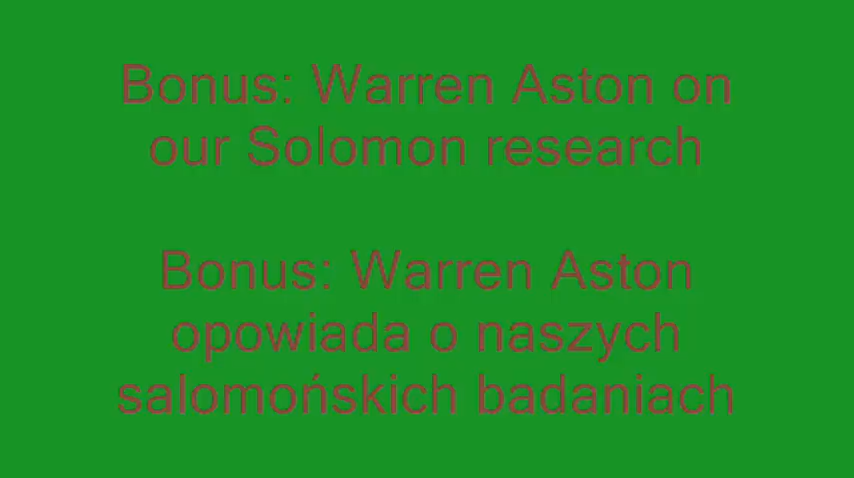 Bonus: Warren Aston on
our Solomon research
Bonus: Warren Aston
opowiada o naszych
salomońskich badaniach